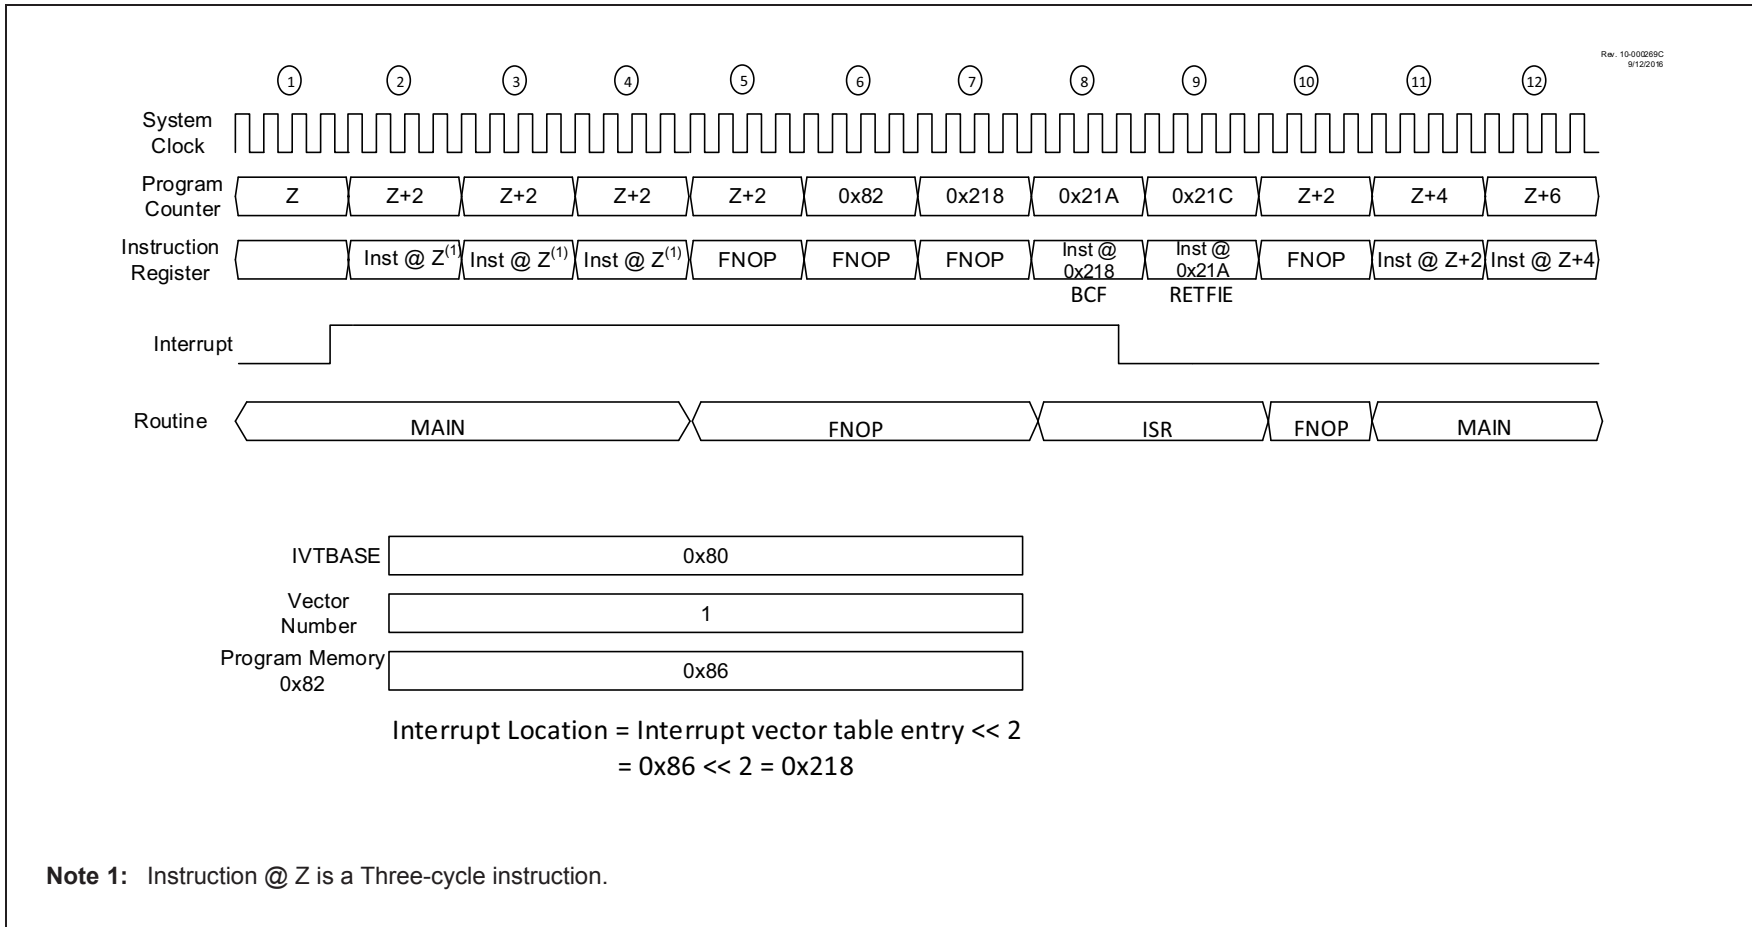 Rev. 10-000269C
9/12/2016
1 2 3 4 5 6 7 8 9 10 11 12
System
Clock
Program
Counter
Z Z+2 Z+2 Z+2 Z+2 0x82 0x218 0x21A 0x21C Z+2 Z+4 Z+6
Instruction
Register
Inst @ Z(1) Inst @ Z(1) Inst @ Z(1) FNOP FNOP FNOP Inst @ 0x218 Inst @ 0x21A FNOP Inst @ Z+2 Inst @ Z+4
BCF RETFIE
Interrupt
Routine MAIN FNOP ISR FNOP MAIN
IVTBASE 0x80
Vector
Number
1
Program Memory
0x82
0x86
Interrupt Location = Interrupt vector table entry << 2
= 0x86 << 2 = 0x218
Note 1: Instruction @ Z is a Three-cycle instruction.